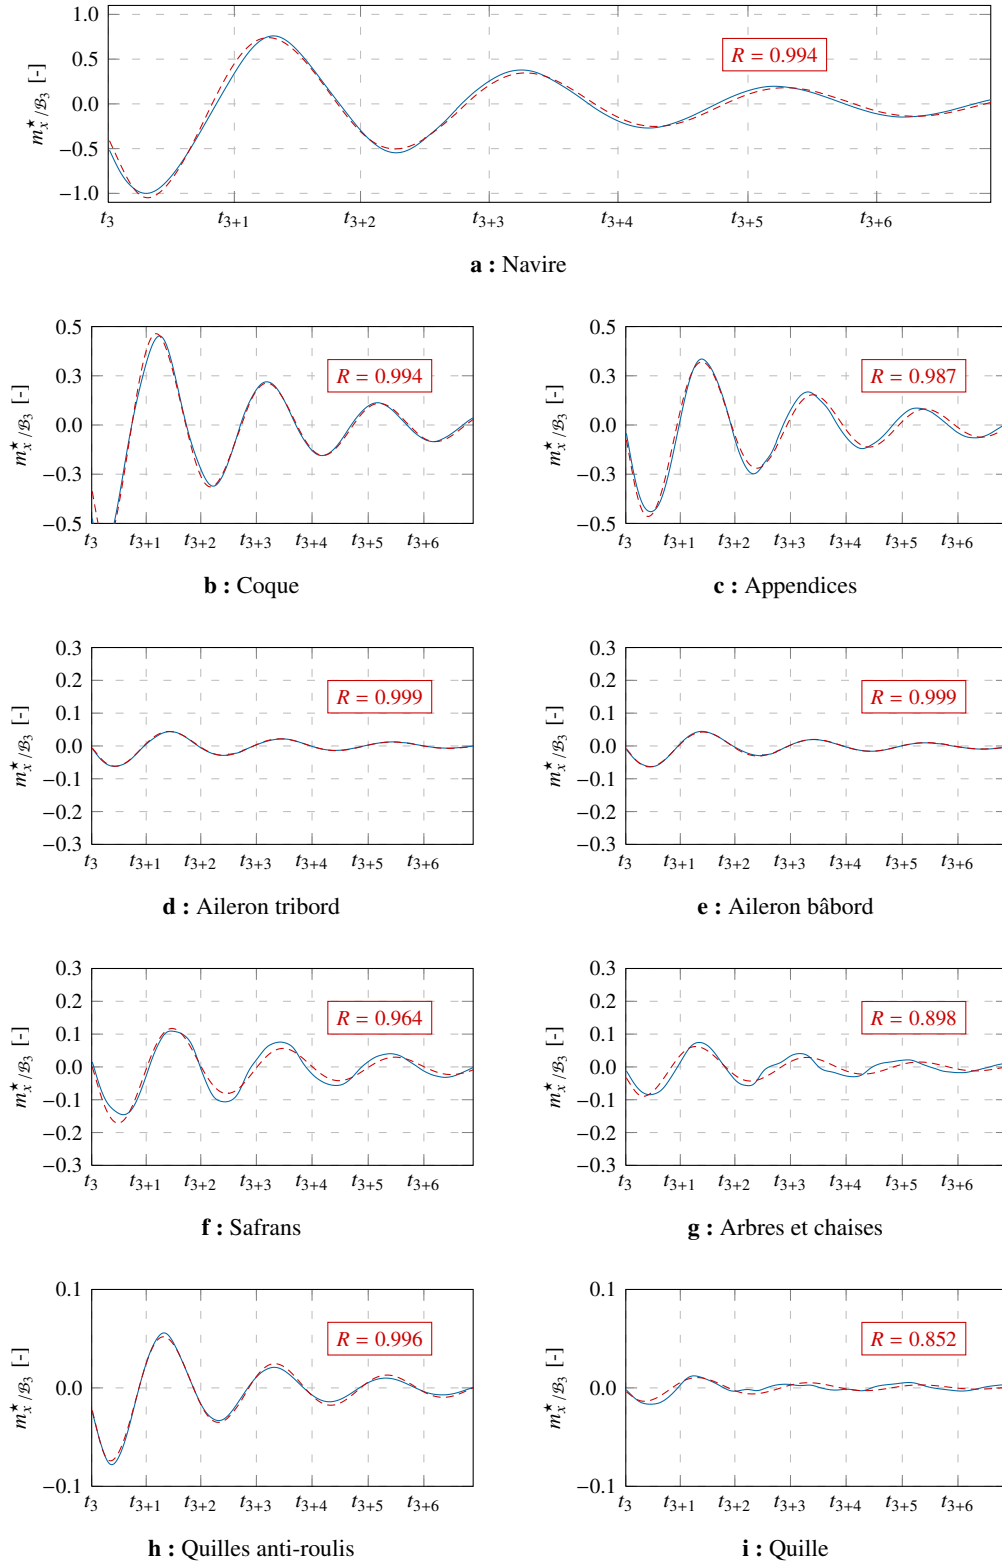 1.0
0.5
0.0
−0.5
−1.0
m★x /B3 [-]
R = 0.994
t3 t3+1 t3+2 t3+3 t3+4 t3+5 t3+6
a : Navire
0.5
0.3
0.0
−0.3
−0.5
m★x /B3 [-]
R = 0.994
t3 t3+1 t3+2 t3+3 t3+4 t3+5 t3+6
b : Coque
0.5
0.3
0.0
−0.3
−0.5
m★x /B3 [-]
R = 0.987
t3 t3+1 t3+2 t3+3 t3+4 t3+5 t3+6
c : Appendices
0.3
0.2
0.1
0.0
−0.1
−0.2
−0.3
m★x /B3 [-]
R = 0.999
t3 t3+1 t3+2 t3+3 t3+4 t3+5 t3+6
d : Aileron tribord
0.3
0.2
0.1
0.0
−0.1
−0.2
−0.3
m★x /B3 [-]
R = 0.999
t3 t3+1 t3+2 t3+3 t3+4 t3+5 t3+6
e : Aileron bâbord
0.3
0.2
0.1
0.0
−0.1
−0.2
−0.3
m★x /B3 [-]
R = 0.964
t3 t3+1 t3+2 t3+3 t3+4 t3+5 t3+6
f : Safrans
0.3
0.2
0.1
0.0
−0.1
−0.2
−0.3
m★x /B3 [-]
R = 0.898
t3 t3+1 t3+2 t3+3 t3+4 t3+5 t3+6
g : Arbres et chaises
0.1
0.0
−0.1
m★x /B3 [-]
R = 0.996
t3 t3+1 t3+2 t3+3 t3+4 t3+5 t3+6
h : Quilles anti-roulis
0.1
0.0
−0.1
m★x /B3 [-]
R = 0.852
t3 t3+1 t3+2 t3+3 t3+4 t3+5 t3+6
i : Quille